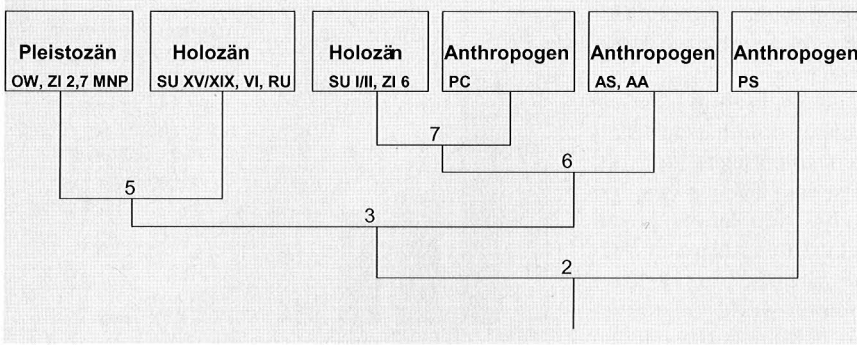 Pleistozän
OW, ZI 2,7 MNP
Holozän
SU XV/XIX, VI, RU
Holozän
SU I/II, ZI 6
Anthropogen
PC
Anthropogen
AS, AA
Anthropogen
PS
7
6
5
3
2